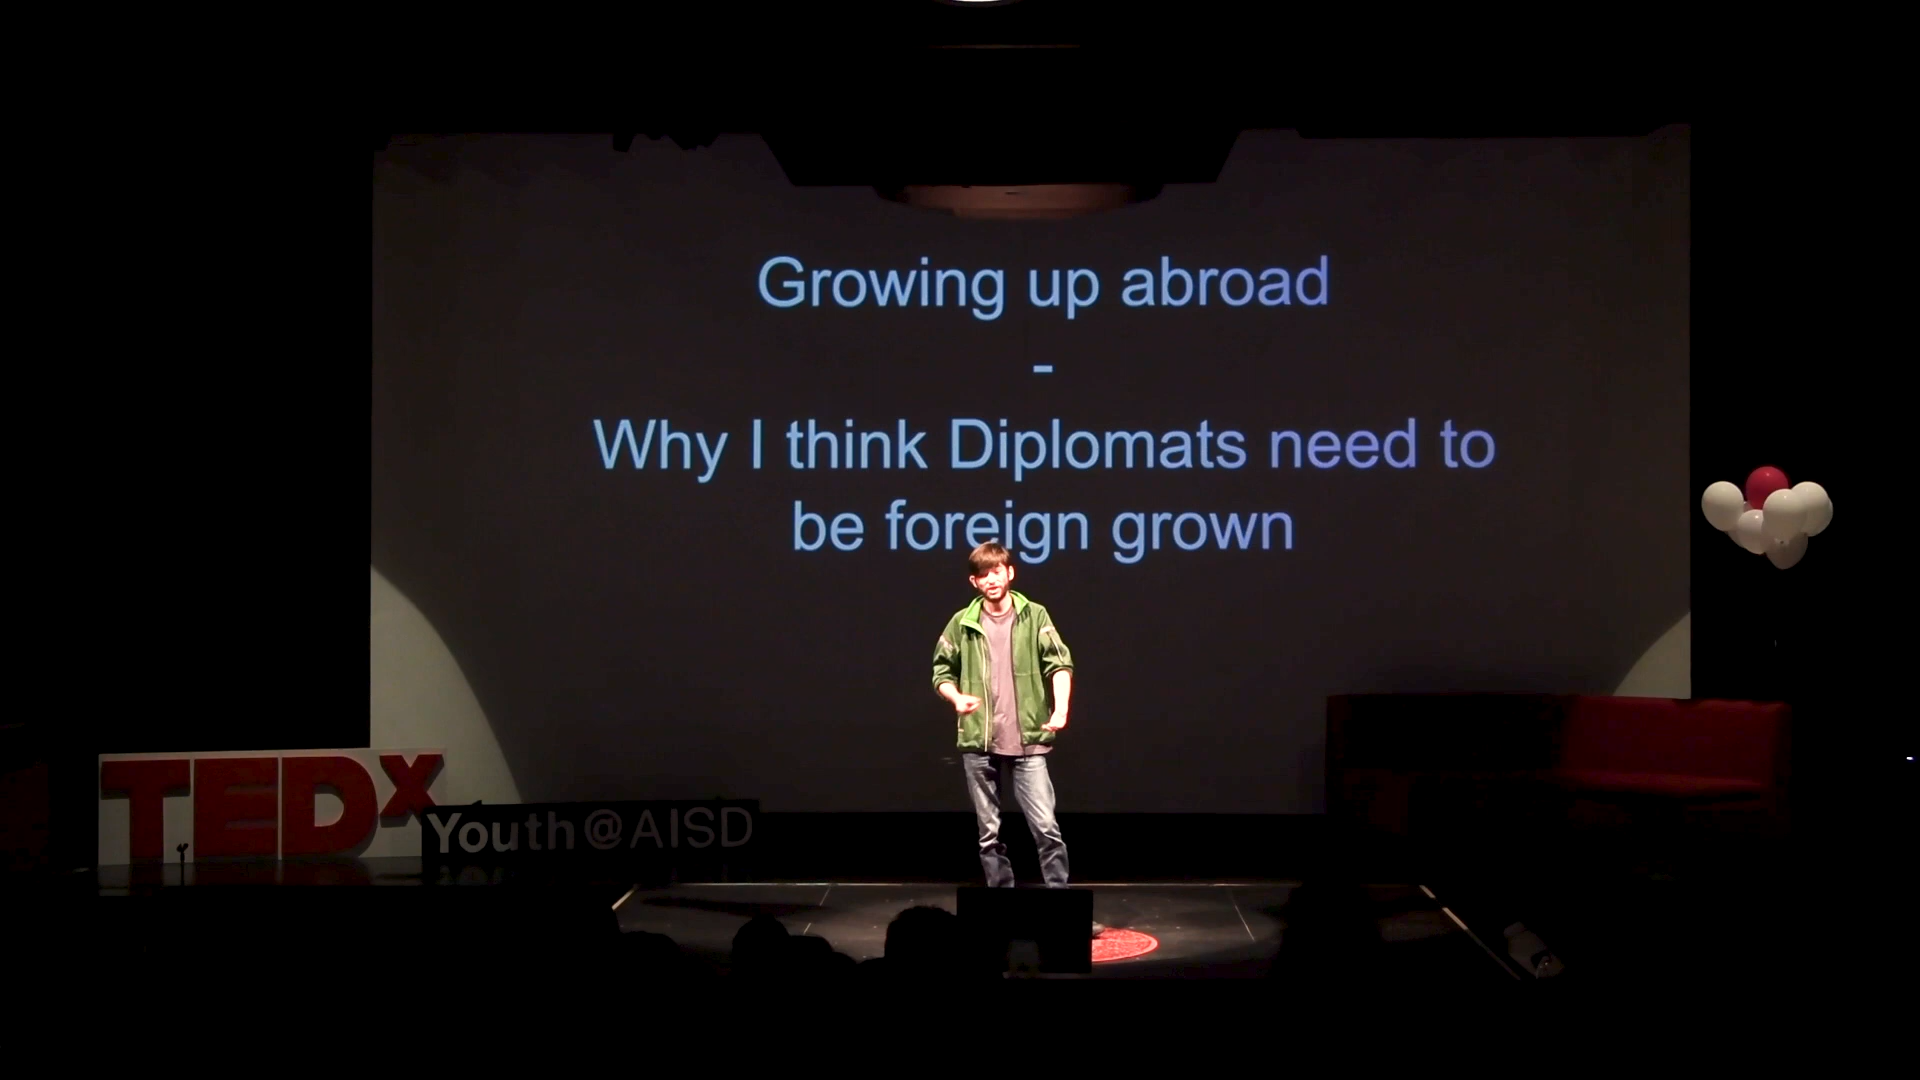 Growing up abroad
-
Why I think Diplomats need to
be foreign grown
TEDx
Youth@AISD